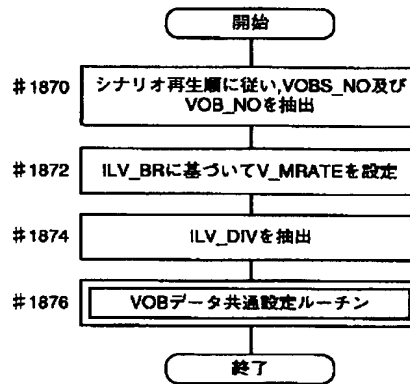 開始
#1870
シナリオ再生順に従い,VOBS_NO及び
VOB_NOを抽出
#1872
ILV_BRに基づいてV_MRATEを設定
#1874
ILV_DIVを抽出
#1876
VOBデータ共通設定ルーチン
終了